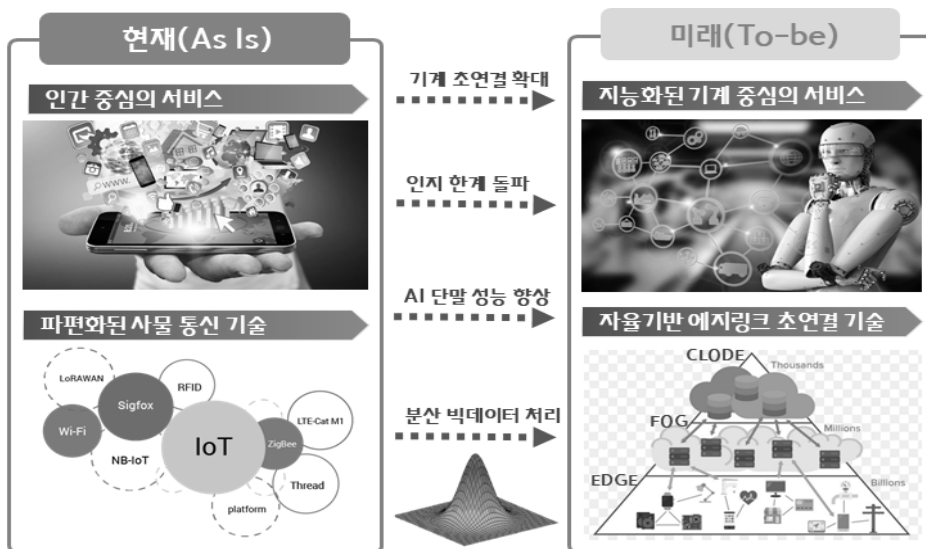 현재(As Is)
인간 중심의 서비스
WWW.
파편화된 사물 통신 기술
LoRAWAN
Sigfox
RFID
Wi-Fi
NB-IoT
IoT
LTE-Cat M1
ZigBee
Thread
platform
기계 초연결 확대
인지 한계 돌파
AI 단말 성능 향상
분산 빅데이터 처리
미래(To-be)
지능화된 기계 중심의 서비스
자율기반 에지링크 초연결 기술
CLODE
Thousands
FOG
Millions
EDGE
Billions